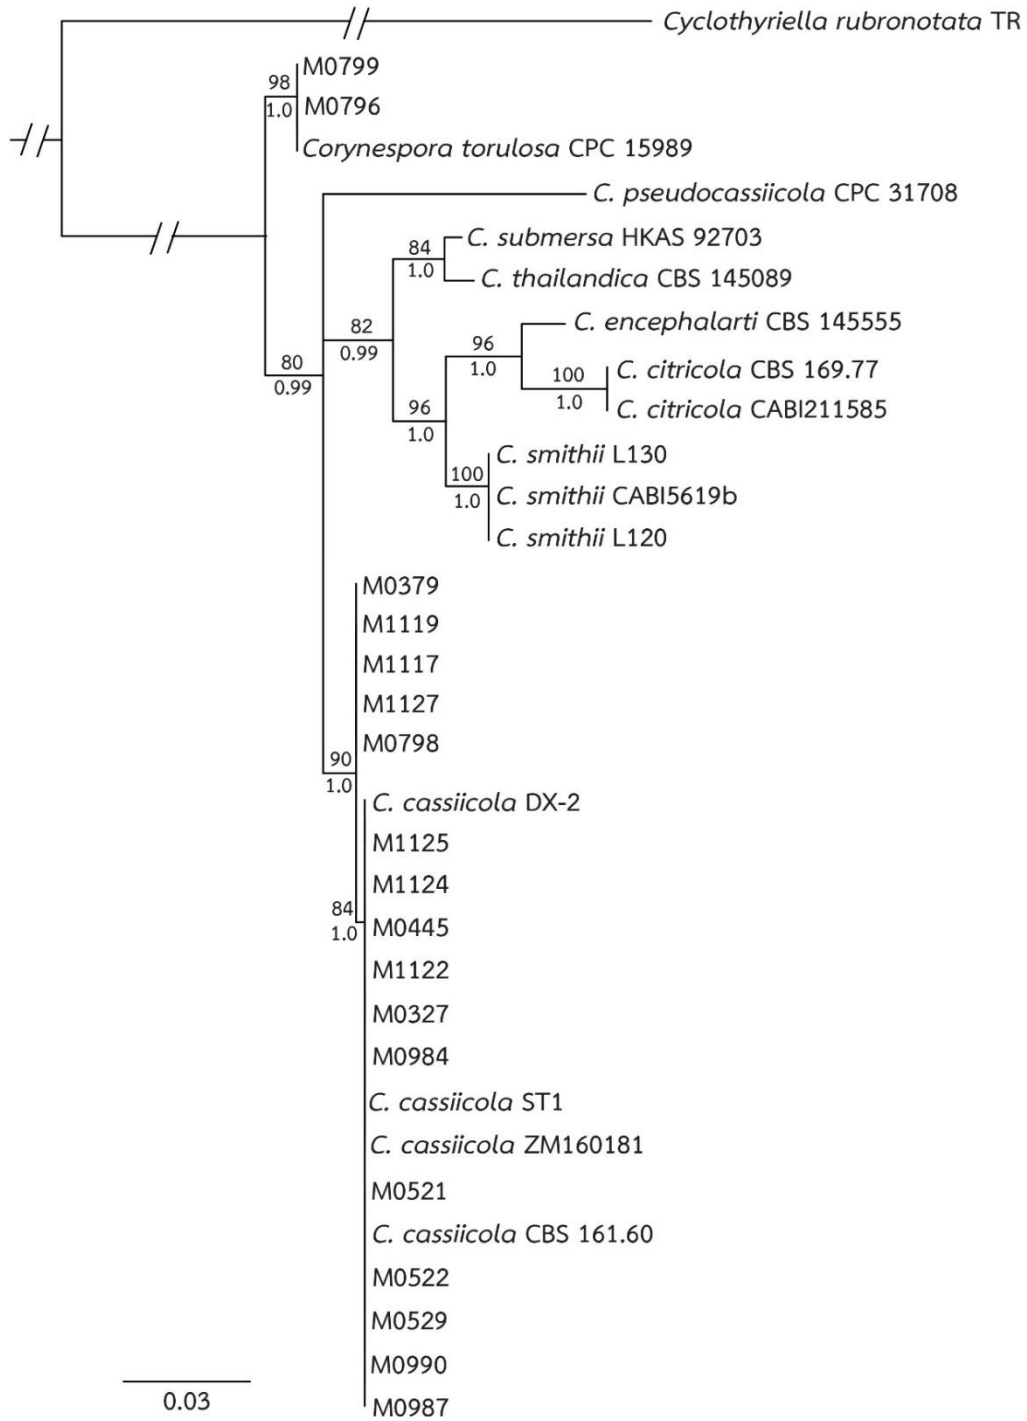 Cyclothyriella rubronotata TR
M0799
98
1.0
M0796
Corynespora torulosa CPC 15989
C. pseudocassiicola CPC 31708
C. submersa HKAS 92703
84
1.0
C. thailandica CBS 145089
C. encephalarti CBS 145555
82
0.99
96
1.0
C. citricola CBS 169.77
80
0.99
100
1.0
C. citricola CABI211585
96
1.0
C. smithii L130
100
1.0
C. smithii CABI5619b
C. smithii L120
M0379
M1119
M1117
M1127
M0798
90
1.0
C. cassiicola DX-2
M1125
M1124
84
1.0
M0445
M1122
M0327
M0984
C. cassiicola ST1
C. cassiicola ZM160181
M0521
C. cassiicola CBS 161.60
M0522
M0529
M0990
M0987
0.03